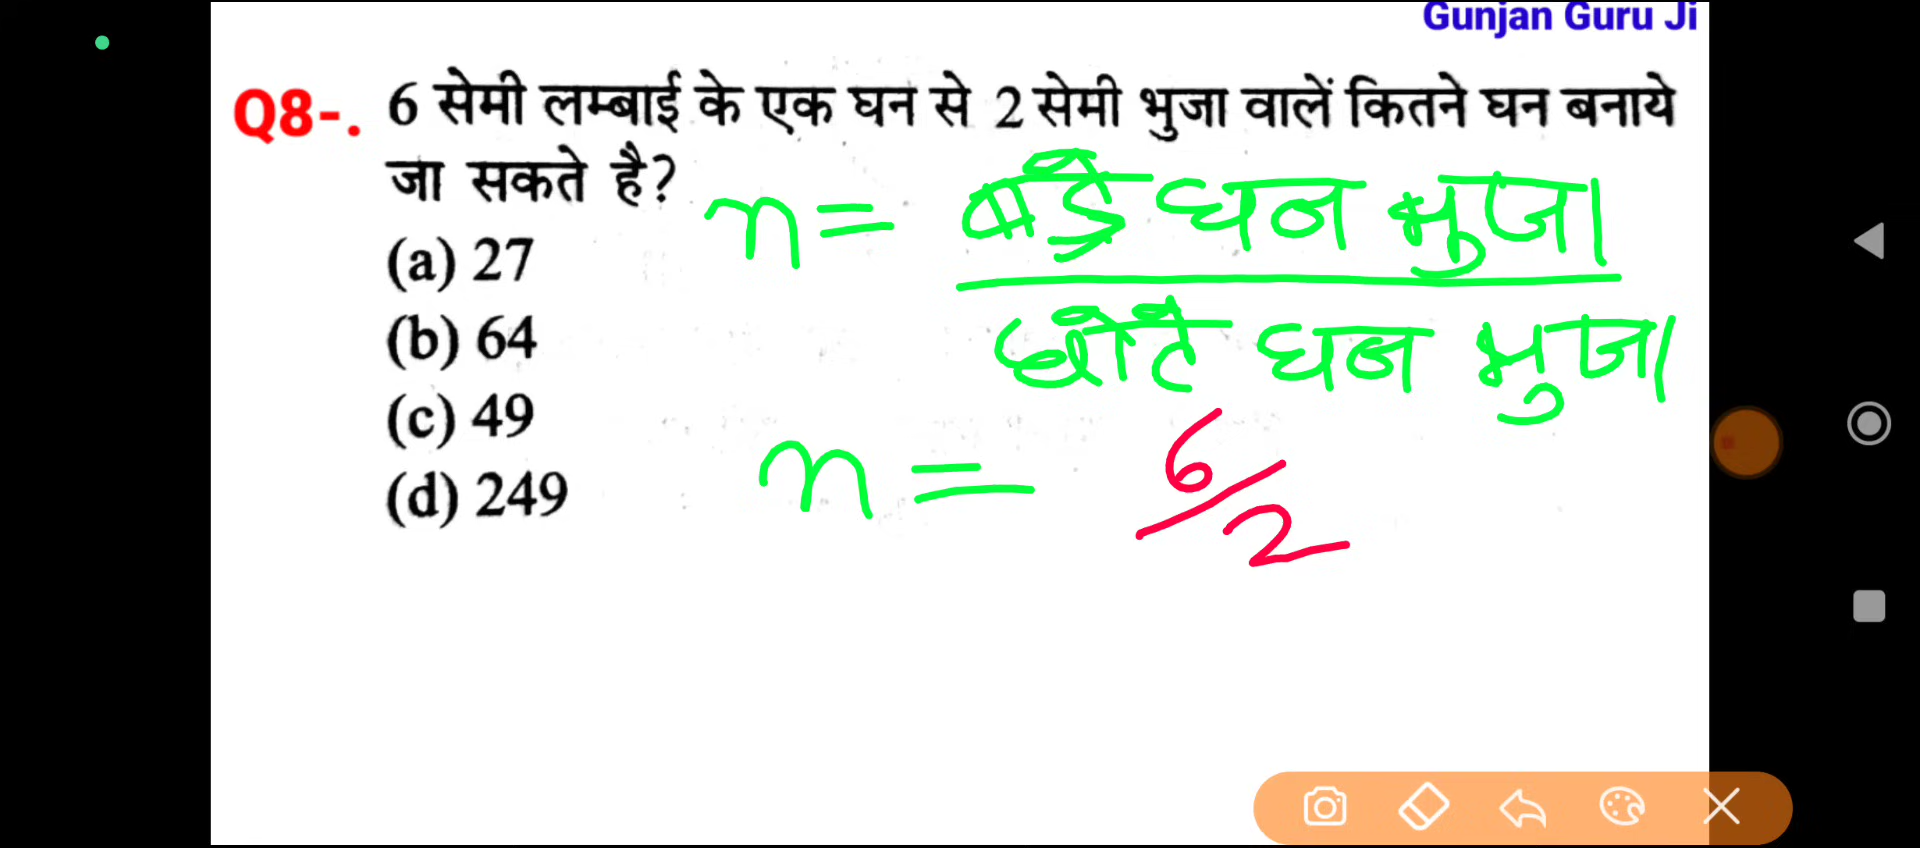 Gunjan Guru Ji
Q8-. 6 सेमी लम्बाई के एक घन से 2 सेमी भुजा वालें कितने घन बनाये
जा सकते है?
(a) 27
(b) 64
(c) 49
(d) 249
n = बड़े घन भुजा
छोटे घन भुजा
n = 6/2